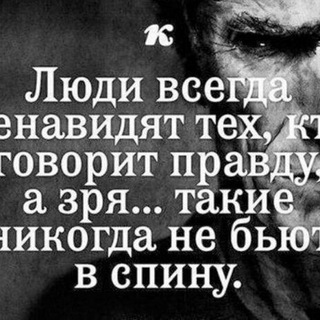 к
Люди всегда
енавидят тех, кт
говорит правду,
а зря... такие
никогда не бьют
в спину.